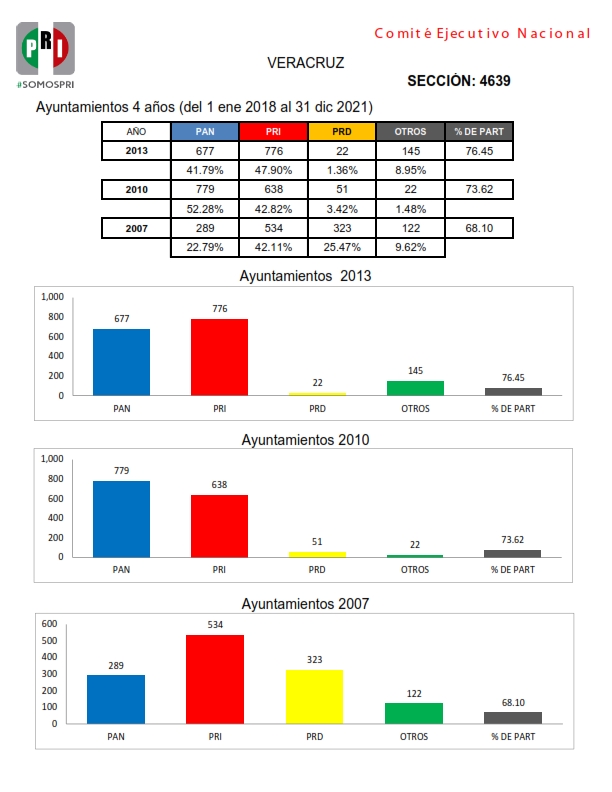 Comité Ejecutivo Nacional
PRI
#SOMOSPRI
VERACRUZ
SECCIÓN: 4639
Ayuntamientos 4 años (del 1 ene 2018 al 31 dic 2021)
AÑO PAN PRI PRD OTROS % DE PART
2013 677 776 22 145 76.45
41.79% 47.90% 1.36% 8.95%
2010 779 638 51 22 73.62
52.28% 42.82% 3.42% 1.48%
2007 289 534 323 122 68.10
22.79% 42.11% 25.47% 9.62%
Ayuntamientos 2013
1,000
800
600
400
200
0
677
776
22
145
76.45
PAN PRI PRD OTROS % DE PART
Ayuntamientos 2010
1,000
800
600
400
200
0
779
638
51
22
73.62
PAN PRI PRD OTROS % DE PART
Ayuntamientos 2007
600
500
400
300
200
100
0
289
534
323
122
68.10
PAN PRI PRD OTROS % DE PART